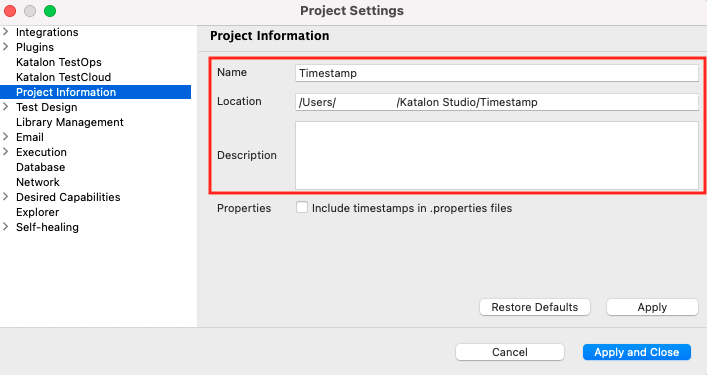 Project Settings
Integrations
Plugins
Katalon TestOps
Katalon TestCloud
Project Information
Test Design
Library Management
Email
Execution
Database
Network
Desired Capabilities
Explorer
Self-healing
Project Information
Name Timestamp
Location /Users/ /Katalon Studio/Timestamp
Description
Properties Include timestamps in .properties files
Restore Defaults Apply
Cancel Apply and Close